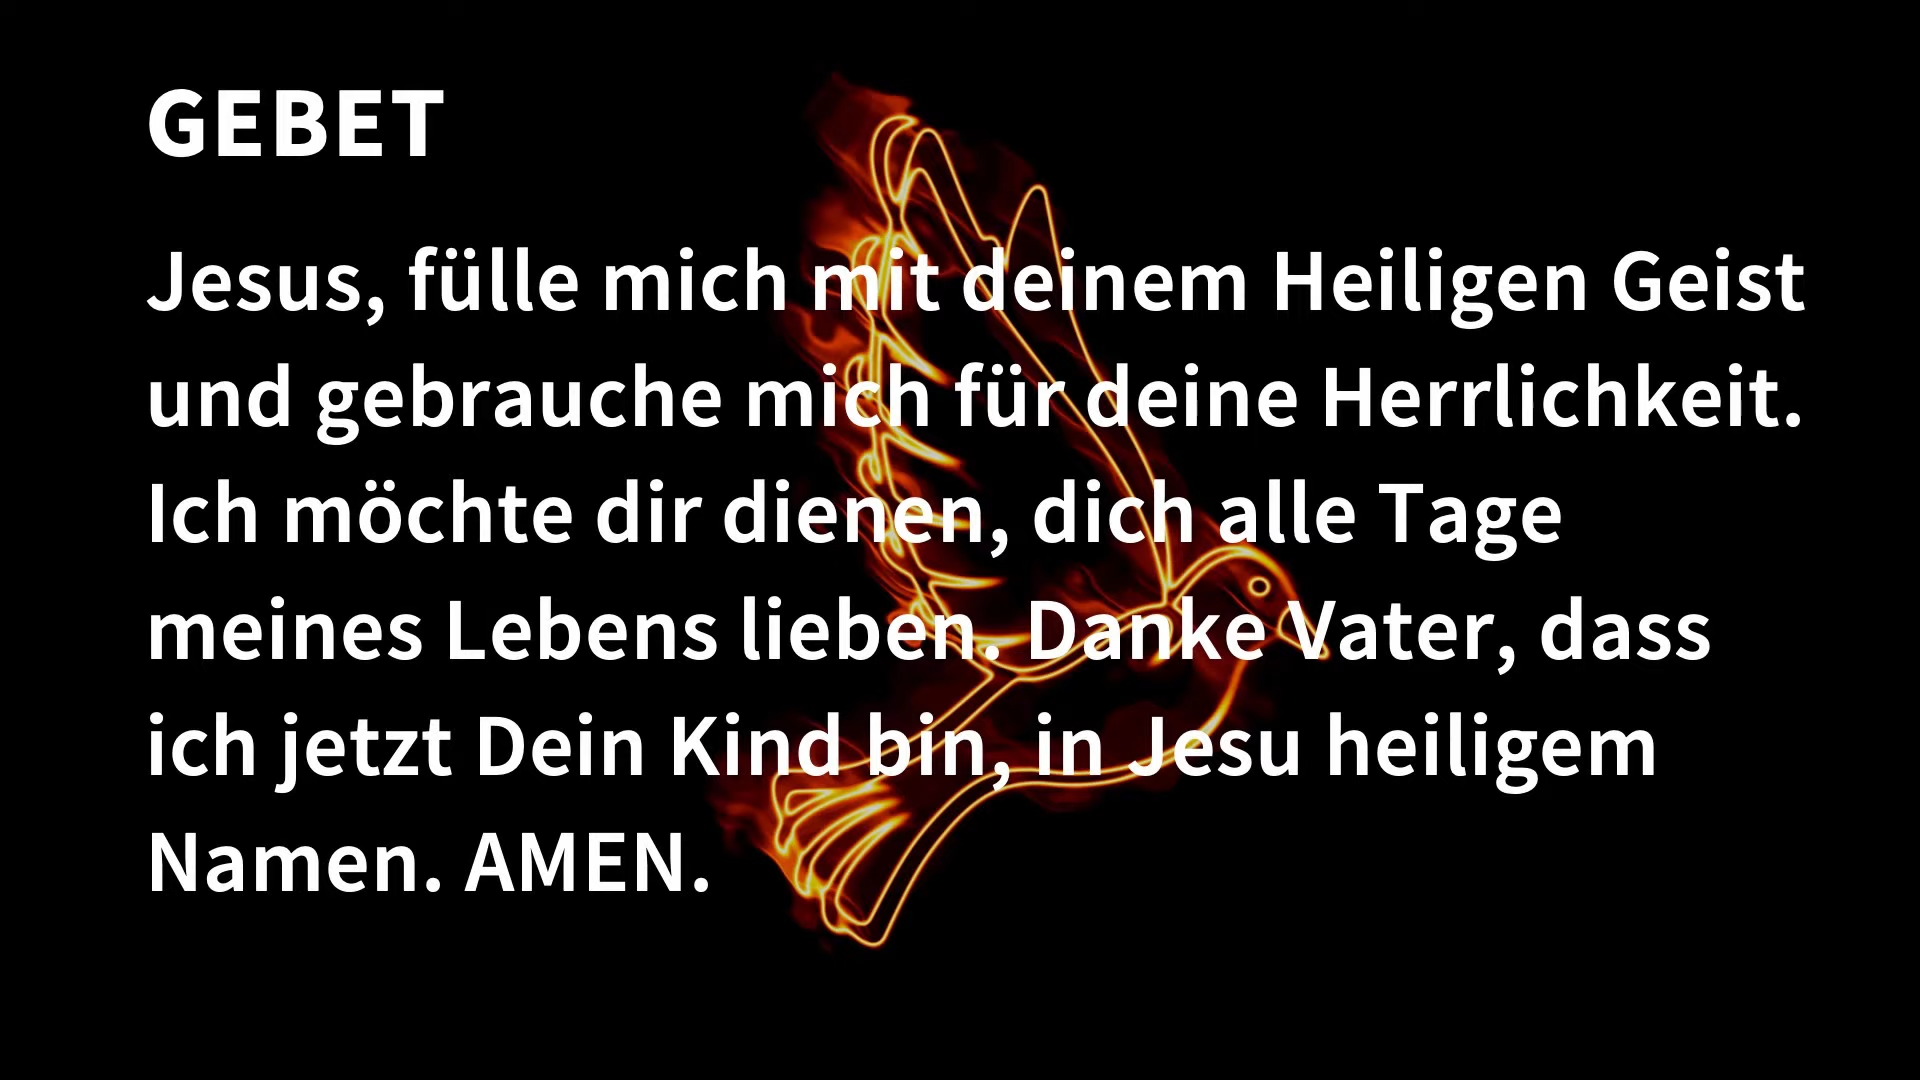 GEBET
Jesus, fülle mich mit deinem Heiligen Geist
und gebrauche mich für deine Herrlichkeit.
Ich möchte dir dienen, dich alle Tage
meines Lebens lieben. Danke Vater, dass
ich jetzt Dein Kind bin, in Jesu heiligem
Namen. AMEN.